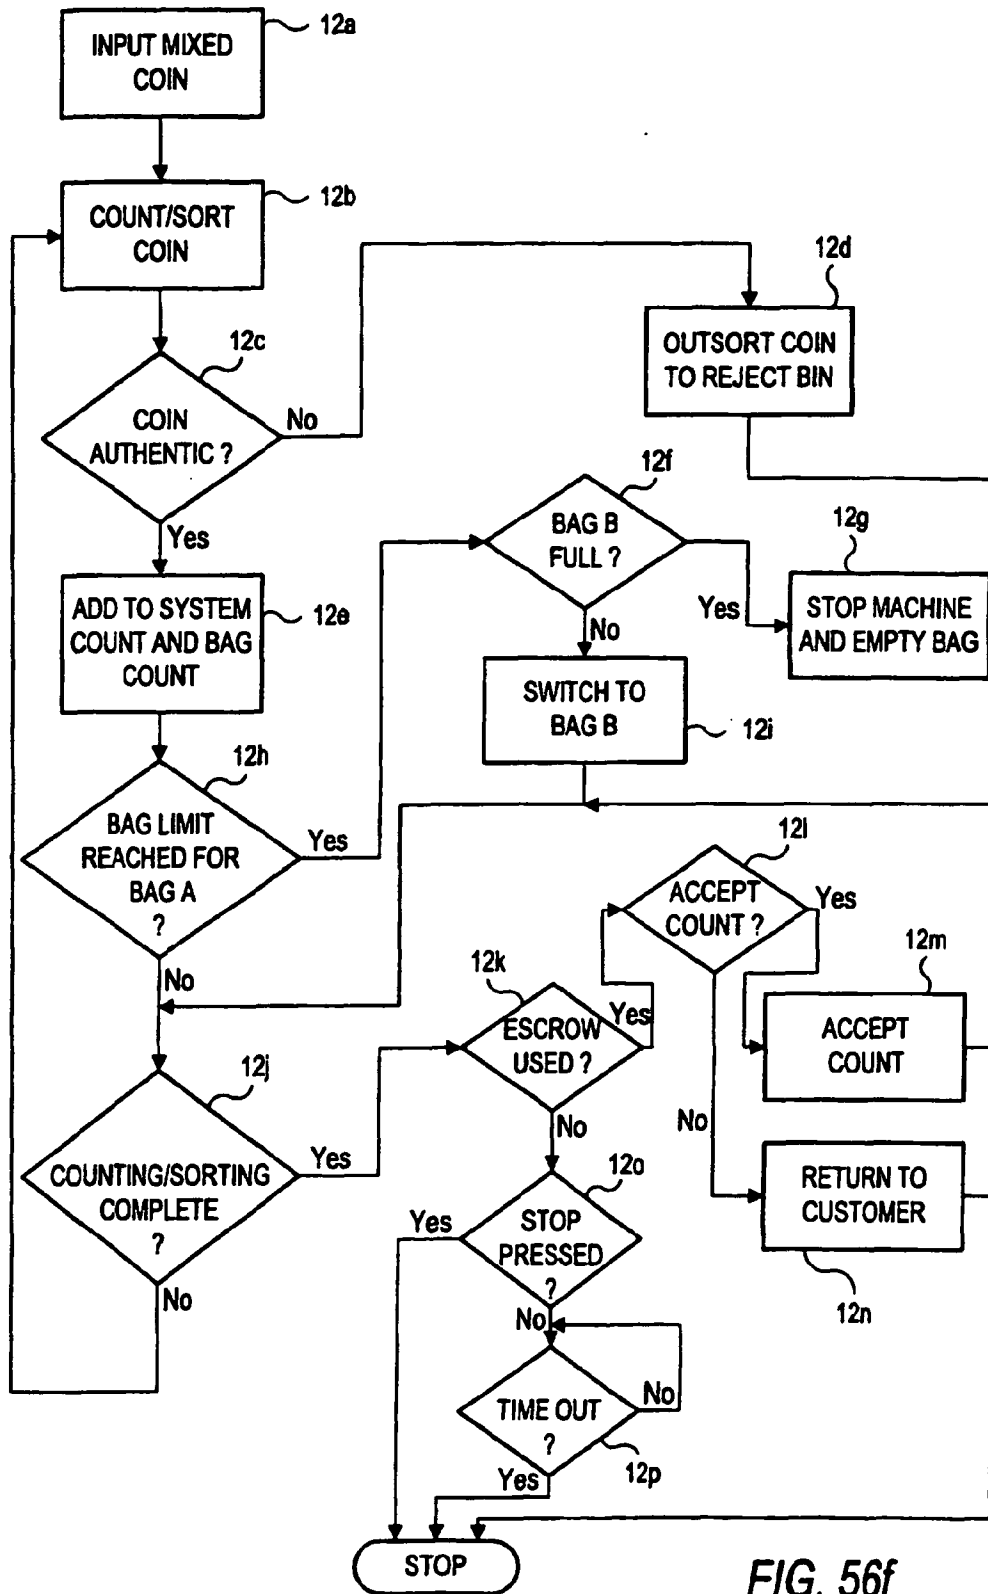 INPUT MIXED
COIN
12a
COUNT/SORT
COIN
12b
COIN
AUTHENTIC ?
12c
No
Yes
OUTSORT COIN
TO REJECT BIN
12d
ADD TO SYSTEM
COUNT AND BAG
COUNT
12e
BAG B
FULL ?
12f
Yes
No
STOP MACHINE
AND EMPTY BAG
12g
SWITCH TO
BAG B
12i
BAG LIMIT
REACHED FOR
BAG A
?
12h
Yes
No
ACCEPT
COUNT ?
12l
Yes
No
ACCEPT
COUNT
12m
ESCROW
USED ?
12k
Yes
No
COUNTING/SORTING
COMPLETE
?
12j
Yes
No
RETURN TO
CUSTOMER
12n
STOP
PRESSED
?
12o
Yes
No
TIME OUT
?
12p
No
Yes
STOP
FIG. 56f